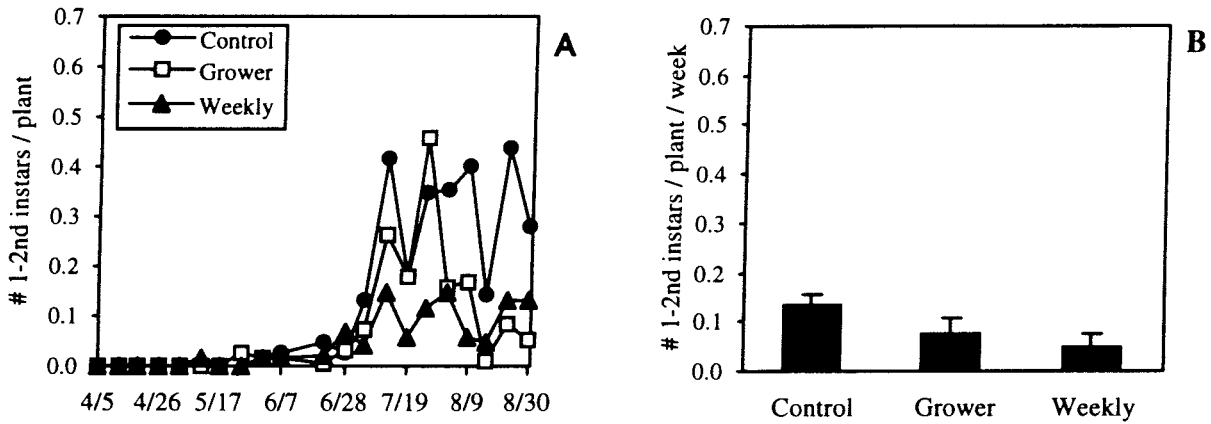 A
# 1-2nd instars / plant
0.7
0.6
0.5
0.4
0.3
0.2
0.1
0.0
Control
Grower
Weekly
4/5 4/26 5/17 6/7 6/28 7/19 8/9 8/30
B
# 1-2nd instars / plant / week
0.7
0.6
0.5
0.4
0.3
0.2
0.1
0.0
Control Grower Weekly